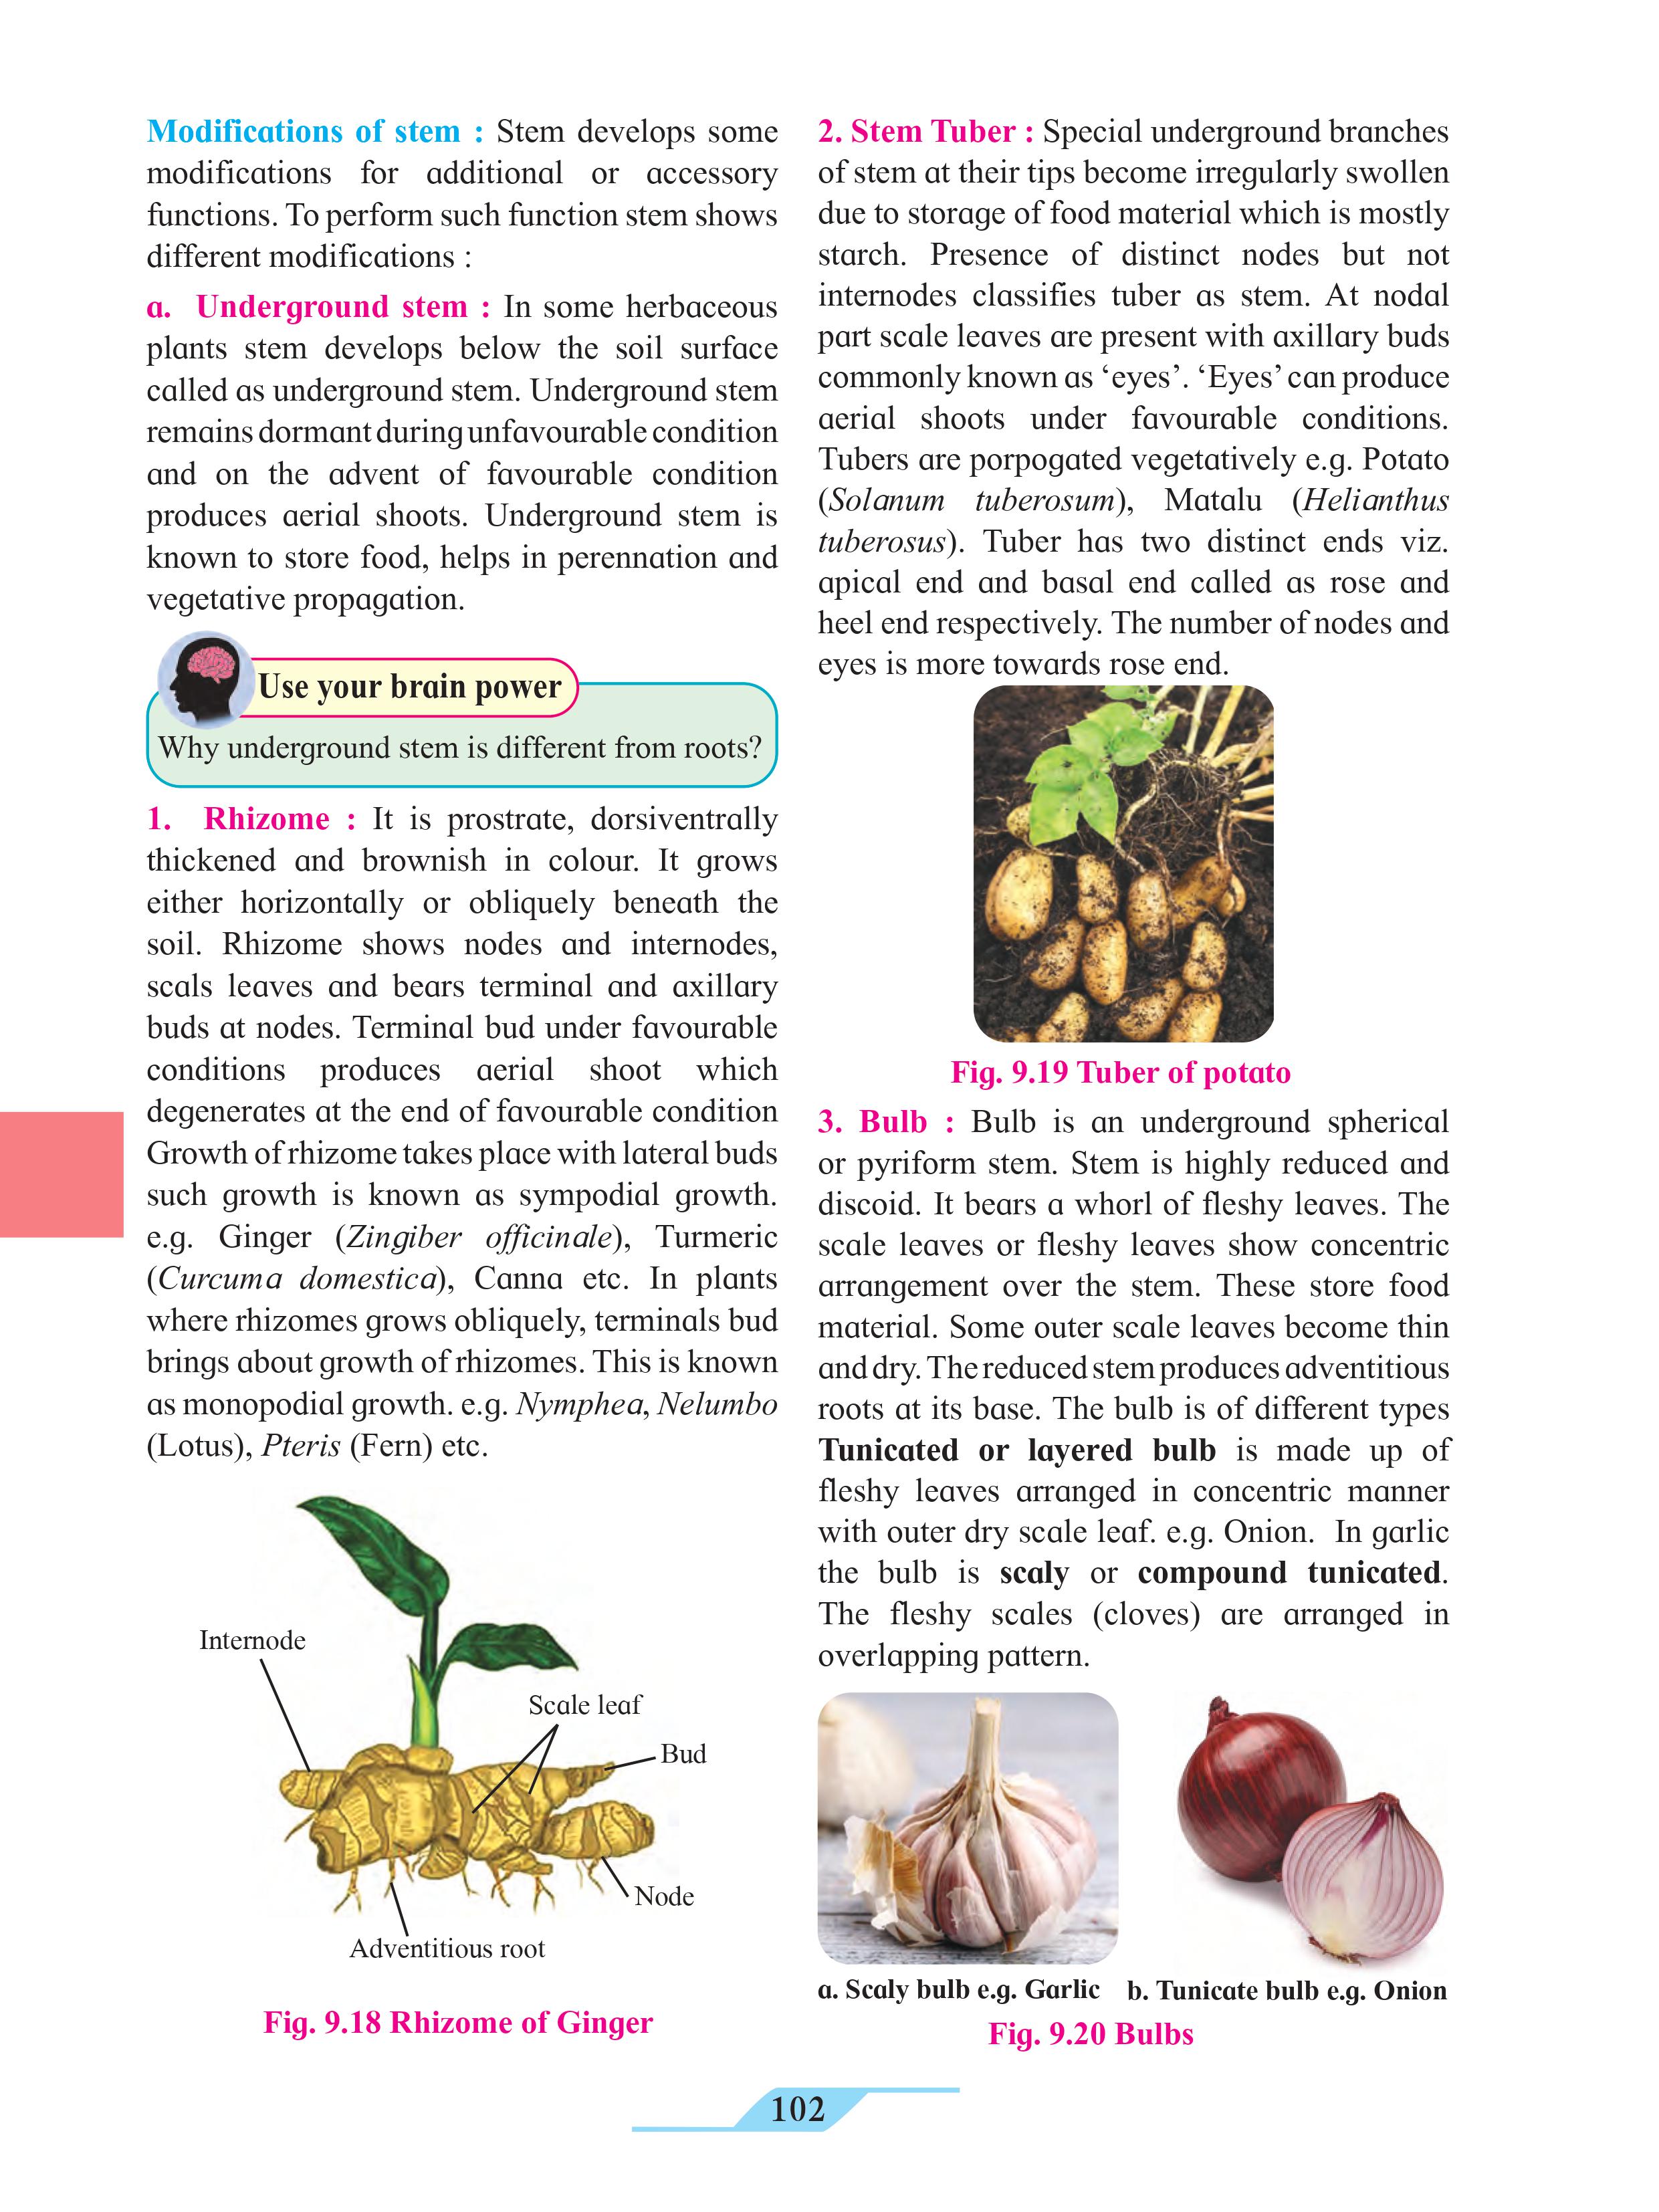 Modifications of stem : Stem develops some
modifications for additional or accessory
functions. To perform such function stem shows
different modifications :
a. Underground stem : In some herbaceous
plants stem develops below the soil surface
called as underground stem. Underground stem
remains dormant during unfavourable condition
and on the advent of favourable condition
produces aerial shoots. Underground stem is
known to store food, helps in perennation and
vegetative propagation.
Use your brain power
Why underground stem is different from roots?
1. Rhizome : It is prostrate, dorsiventrally
thickened and brownish in colour. It grows
either horizontally or obliquely beneath the
soil. Rhizome shows nodes and internodes,
scals leaves and bears terminal and axillary
buds at nodes. Terminal bud under favourable
conditions produces aerial shoot which
degenerates at the end of favourable condition
Growth of rhizome takes place with lateral buds
such growth is known as sympodial growth.
e.g. Ginger (Zingiber officinale), Turmeric
(Curcuma domestica), Canna etc. In plants
where rhizomes grows obliquely, terminals bud
brings about growth of rhizomes. This is known
as monopodial growth. e.g. Nymphea, Nelumbo
(Lotus), Pteris (Fern) etc.
Internode
Scale leaf
Bud
Node
Adventitious root
Fig. 9.18 Rhizome of Ginger
2. Stem Tuber : Special underground branches
of stem at their tips become irregularly swollen
due to storage of food material which is mostly
starch. Presence of distinct nodes but not
internodes classifies tuber as stem. At nodal
part scale leaves are present with axillary buds
commonly known as ‘eyes’. ‘Eyes’ can produce
aerial shoots under favourable conditions.
Tubers are porpogated vegetatively e.g. Potato
(Solanum tuberosum), Matalu (Helianthus
tuberosus). Tuber has two distinct ends viz.
apical end and basal end called as rose and
heel end respectively. The number of nodes and
eyes is more towards rose end.
Fig. 9.19 Tuber of potato
3. Bulb : Bulb is an underground spherical
or pyriform stem. Stem is highly reduced and
discoid. It bears a whorl of fleshy leaves. The
scale leaves or fleshy leaves show concentric
arrangement over the stem. These store food
material. Some outer scale leaves become thin
and dry. The reduced stem produces adventitious
roots at its base. The bulb is of different types
Tunicated or layered bulb is made up of
fleshy leaves arranged in concentric manner
with outer dry scale leaf. e.g. Onion. In garlic
the bulb is scaly or compound tunicated.
The fleshy scales (cloves) are arranged in
overlapping pattern.
a. Scaly bulb e.g. Garlic b. Tunicate bulb e.g. Onion
Fig. 9.20 Bulbs
102